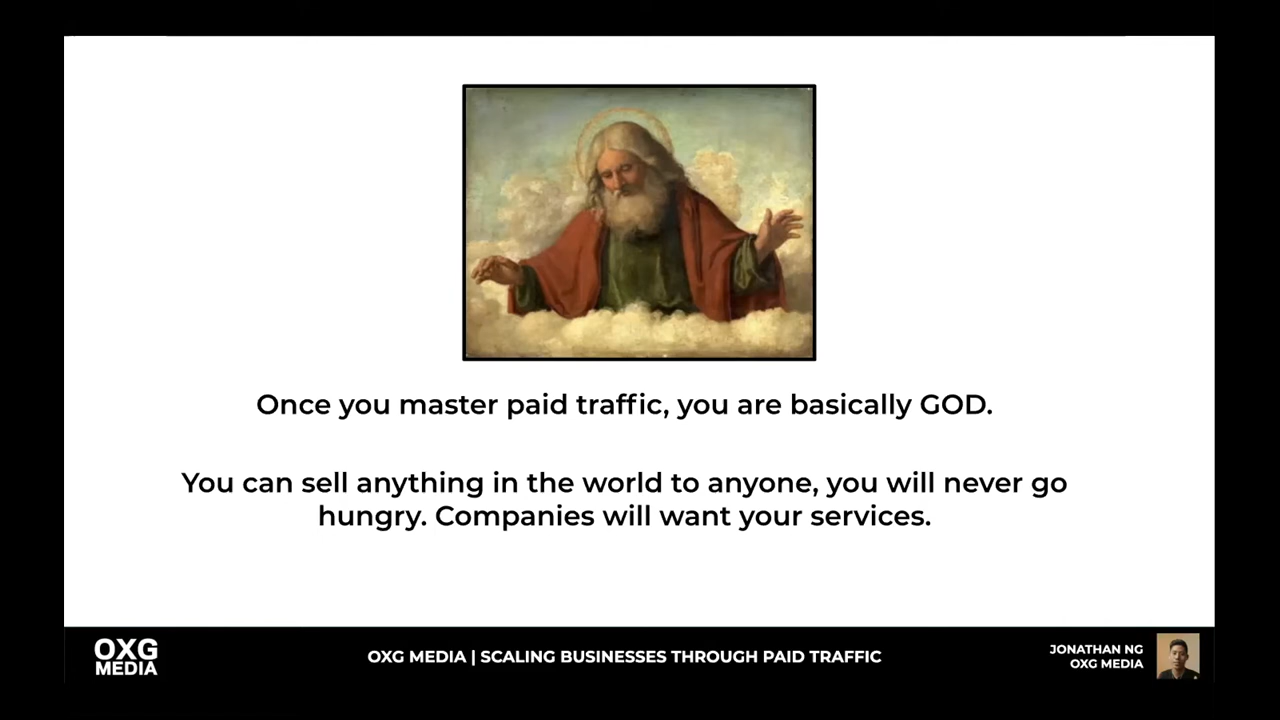 Once you master paid traffic, you are basically GOD.
You can sell anything in the world to anyone, you will never go
hungry. Companies will want your services.
OXG
MEDIA
OXG MEDIA | SCALING BUSINESSES THROUGH PAID TRAFFIC
JONATHAN NG
OXG MEDIA